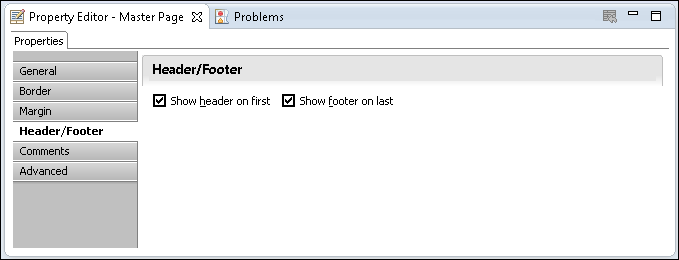 Property Editor - Master Page
Problems
Properties
General
Border
Margin
Header/Footer
Comments
Advanced
Header/Footer
Show header on first
Show footer on last